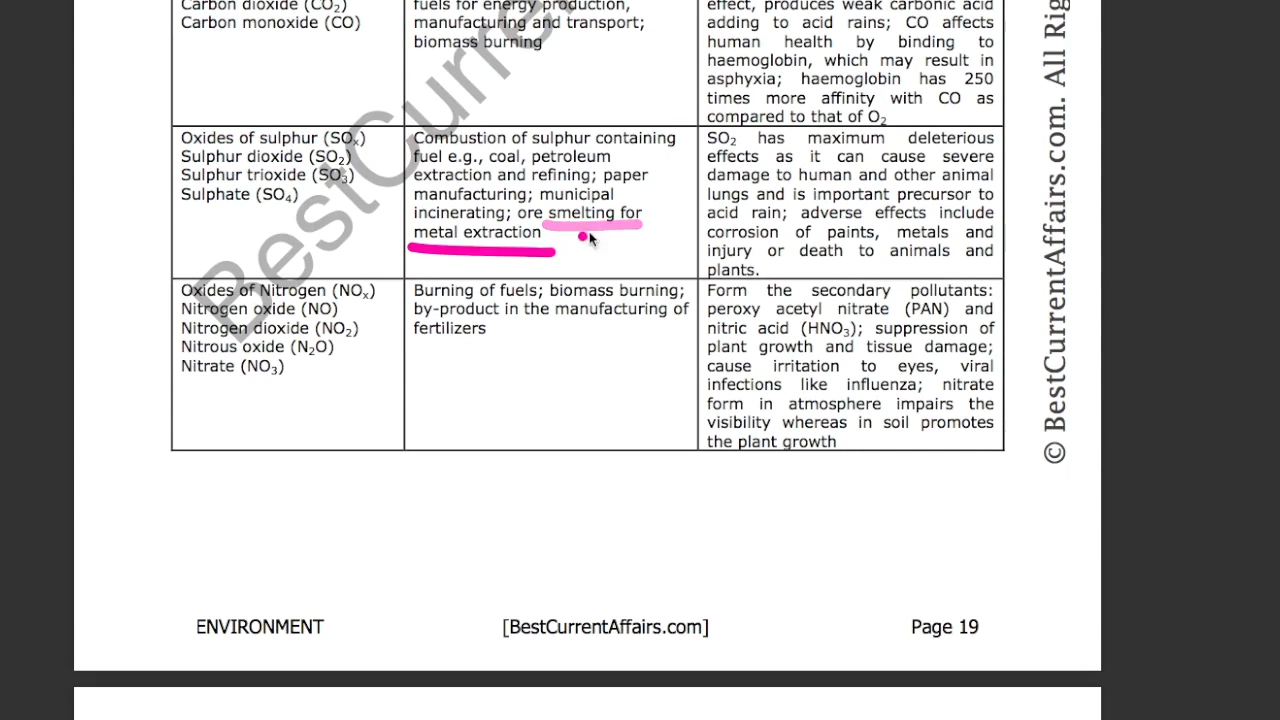 Carbon dioxide (CO₂)
Carbon monoxide (CO)
fuels for energy production,
manufacturing and transport;
biomass burning
effect, produces weak carbonic acid
adding to acid rains; CO affects
human health by binding to
haemoglobin, which may result in
asphyxia; haemoglobin has 250
times more affinity with CO as
compared to that of O₂
Oxides of sulphur (SOₓ)
Sulphur dioxide (SO₂)
Sulphur trioxide (SO₃)
Sulphate (SO₄)
Combustion of sulphur containing
fuel e.g., coal, petroleum
extraction and refining; paper
manufacturing; municipal
incinerating; ore smelting for
metal extraction
SO₂ has maximum deleterious
effects as it can cause severe
damage to human and other animal
lungs and is important precursor to
acid rain; adverse effects include
corrosion of paints, metals and
injury or death to animals and
plants.
Oxides of Nitrogen (NOₓ)
Nitrogen oxide (NO)
Nitrogen dioxide (NO₂)
Nitrous oxide (N₂O)
Nitrate (NO₃)
Burning of fuels; biomass burning;
by-product in the manufacturing of
fertilizers
Form the secondary pollutants:
peroxy acetyl nitrate (PAN) and
nitric acid (HNO₃); suppression of
plant growth and tissue damage;
cause irritation to eyes, viral
infections like influenza; nitrate
form in atmosphere impairs the
visibility whereas in soil promotes
the plant growth
BestCurre
© BestCurrentAffairs.com. All Rig
ENVIRONMENT
[BestCurrentAffairs.com]
Page 19